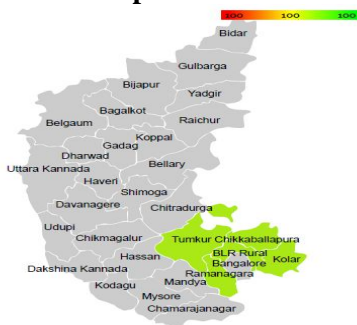 100 100 100
Bidar
Gulbarga
Bijapur
Yadgir
Bagalkot
Belgaum
Raichur
Koppal
Gadag
Dharwad
Bellary
Uttara Kannada
Haveri
Shimoga
Davanagere
Chitradurga
Udupi
Tumkur Chikkaballapura
Chikmagalur
BLR Rural
Hassan
Bangalore
Kolar
Dakshina Kannada
Ramanagara
Mandya
Kodagu
Mysore
Chamarajanagar